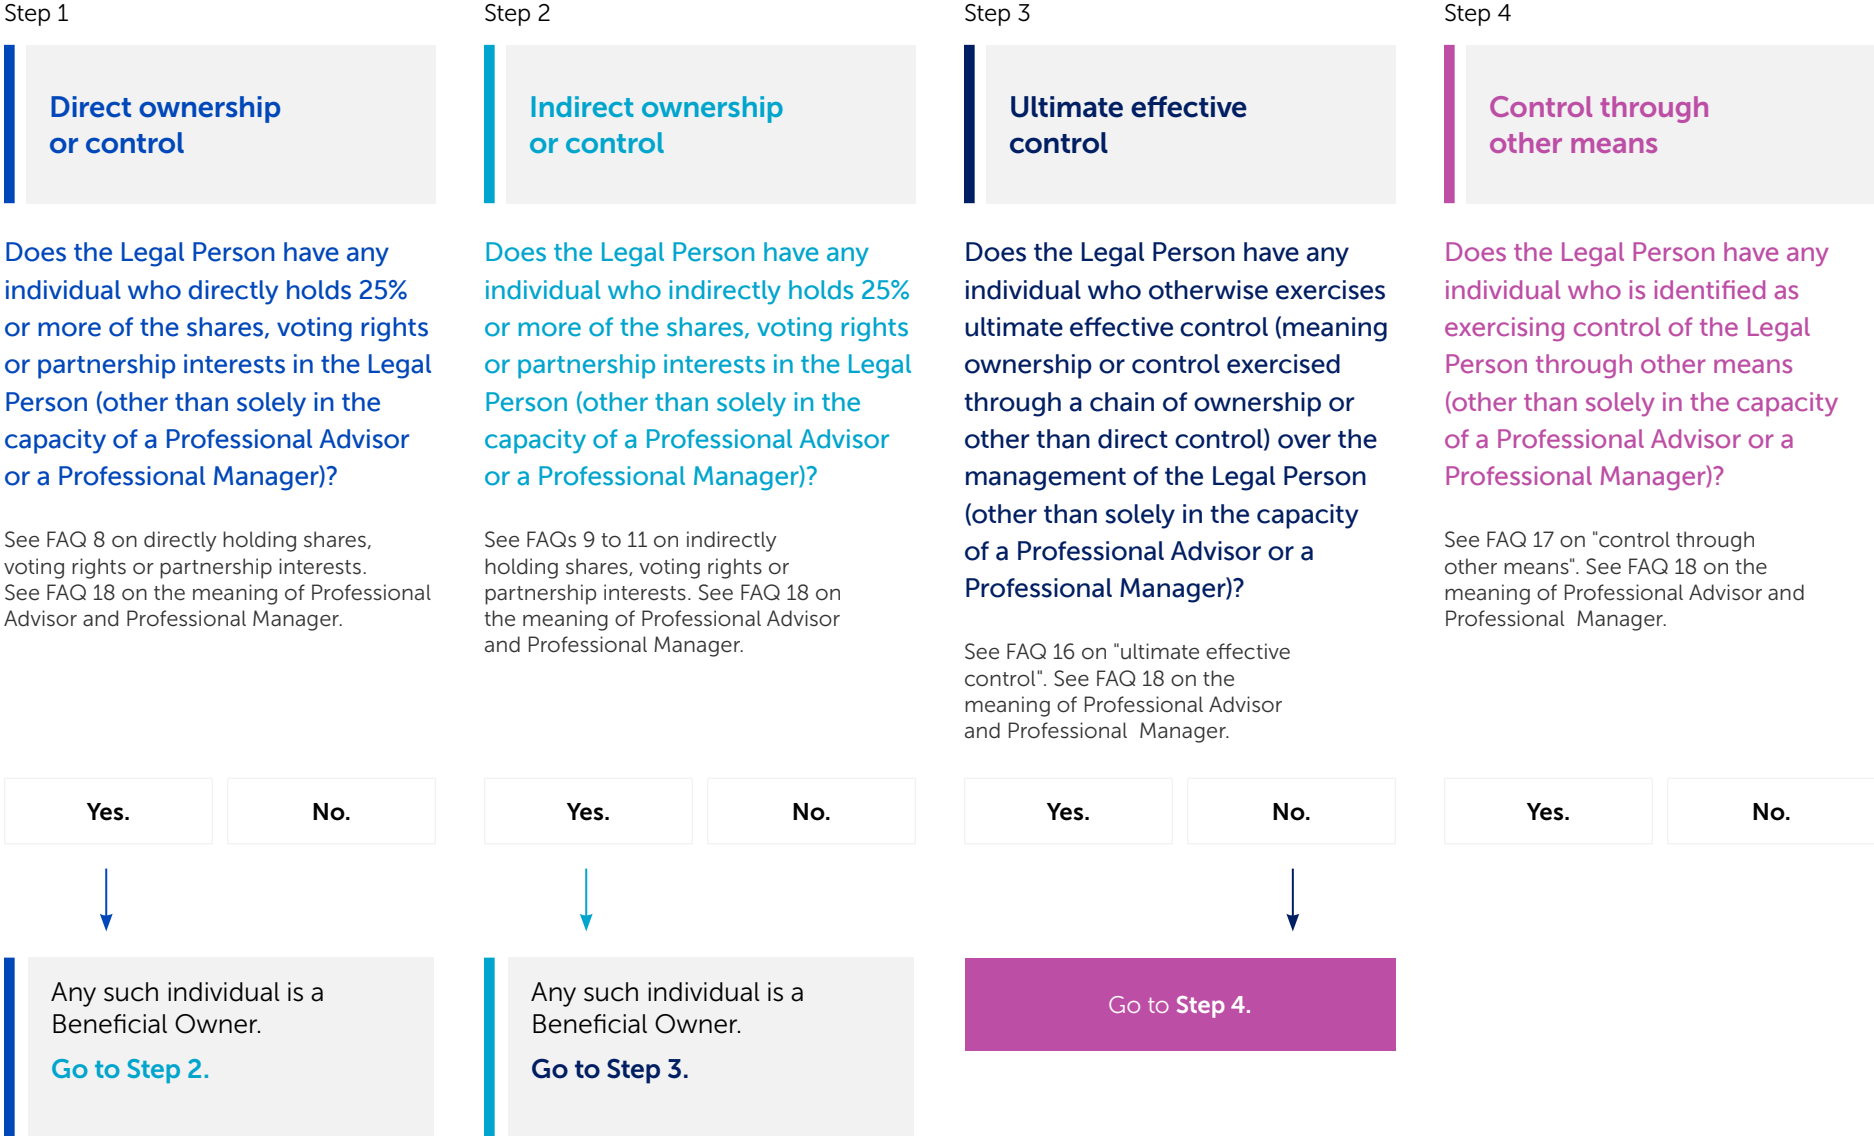 Step 1
Direct ownership
or control
Does the Legal Person have any
individual who directly holds 25%
or more of the shares, voting rights
or partnership interests in the Legal
Person (other than solely in the
capacity of a Professional Advisor
or a Professional Manager)?
See FAQ 8 on directly holding shares,
voting rights or partnership interests.
See FAQ 18 on the meaning of Professional
Advisor and Professional Manager.
Yes.
No.
Any such individual is a
Beneficial Owner.
Go to Step 2.
Step 2
Indirect ownership
or control
Does the Legal Person have any
individual who indirectly holds 25%
or more of the shares, voting rights
or partnership interests in the Legal
Person (other than solely in the
capacity of a Professional Advisor
or a Professional Manager)?
See FAQs 9 to 11 on indirectly
holding shares, voting rights or
partnership interests. See FAQ 18 on
the meaning of Professional Advisor
and Professional Manager.
Yes.
No.
Any such individual is a
Beneficial Owner.
Go to Step 3.
Step 3
Ultimate effective
control
Does the Legal Person have any
individual who otherwise exercises
ultimate effective control (meaning
ownership or control exercised
through a chain of ownership or
other than direct control) over the
management of the Legal Person
(other than solely in the capacity
of a Professional Advisor or a
Professional Manager)?
See FAQ 16 on "ultimate effective
control". See FAQ 18 on the
meaning of Professional Advisor
and Professional Manager.
Yes.
No.
Go to Step 4.
Step 4
Control through
other means
Does the Legal Person have any
individual who is identified as
exercising control of the Legal
Person through other means
(other than solely in the capacity
of a Professional Advisor or a
Professional Manager)?
See FAQ 17 on "control through
other means". See FAQ 18 on the
meaning of Professional Advisor and
Professional Manager.
Yes.
No.